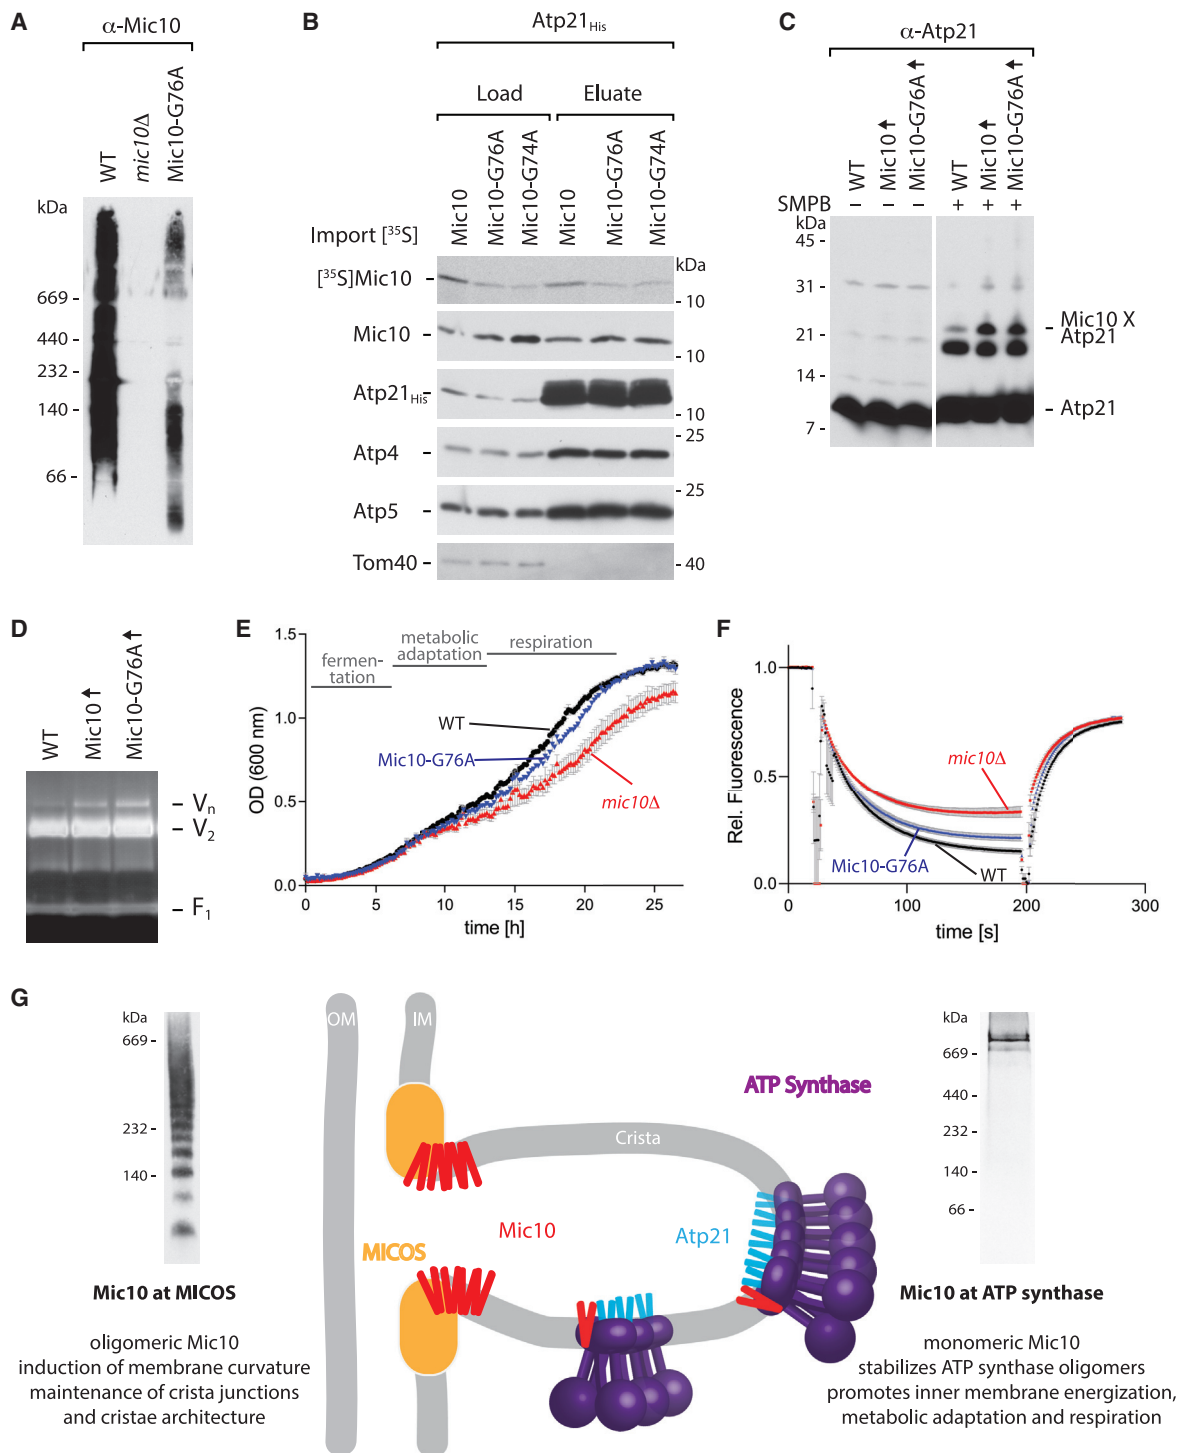 A
α-Mic10
WT
mic10Δ
Mic10-G76A
kDa
669
440
232
140
66
B
Atp21His
Load
Eluate
Import [35S]
Mic10
Mic10-G76A
Mic10-G74A
Mic10
Mic10-G76A
Mic10-G74A
kDa
[35S]Mic10
10
Mic10
10
Atp21His
10
Atp4
25
Atp5
25
Tom40
40
C
α-Atp21
WT
Mic10↑
Mic10-G76A↑
WT
Mic10↑
Mic10-G76A↑
SMPB – – – + + +
kDa
45
31
21
14
7
Mic10 X
Atp21
Atp21
D
WT
Mic10↑
Mic10-G76A↑
Vn
V2
F1
E
OD (600 nm)
1.5
1.0
0.5
0.0
fermen-
tation
metabolic
adaptation
respiration
WT
Mic10-G76A
mic10Δ
0 5 10 15 20 25
time [h]
F
Rel. Fluorescence
1.0
0.5
0.0
mic10Δ
Mic10-G76A
WT
0 100 200 300
time [s]
G
kDa
669
232
140
Mic10 at MICOS
oligomeric Mic10
induction of membrane curvature
maintenance of crista junctions
and cristae architecture
OM
IM
Crista
ATP Synthase
Mic10
Atp21
MICOS
kDa
669
440
232
140
66
Mic10 at ATP synthase
monomeric Mic10
stabilizes ATP synthase oligomers
promotes inner membrane energization,
metabolic adaptation and respiration